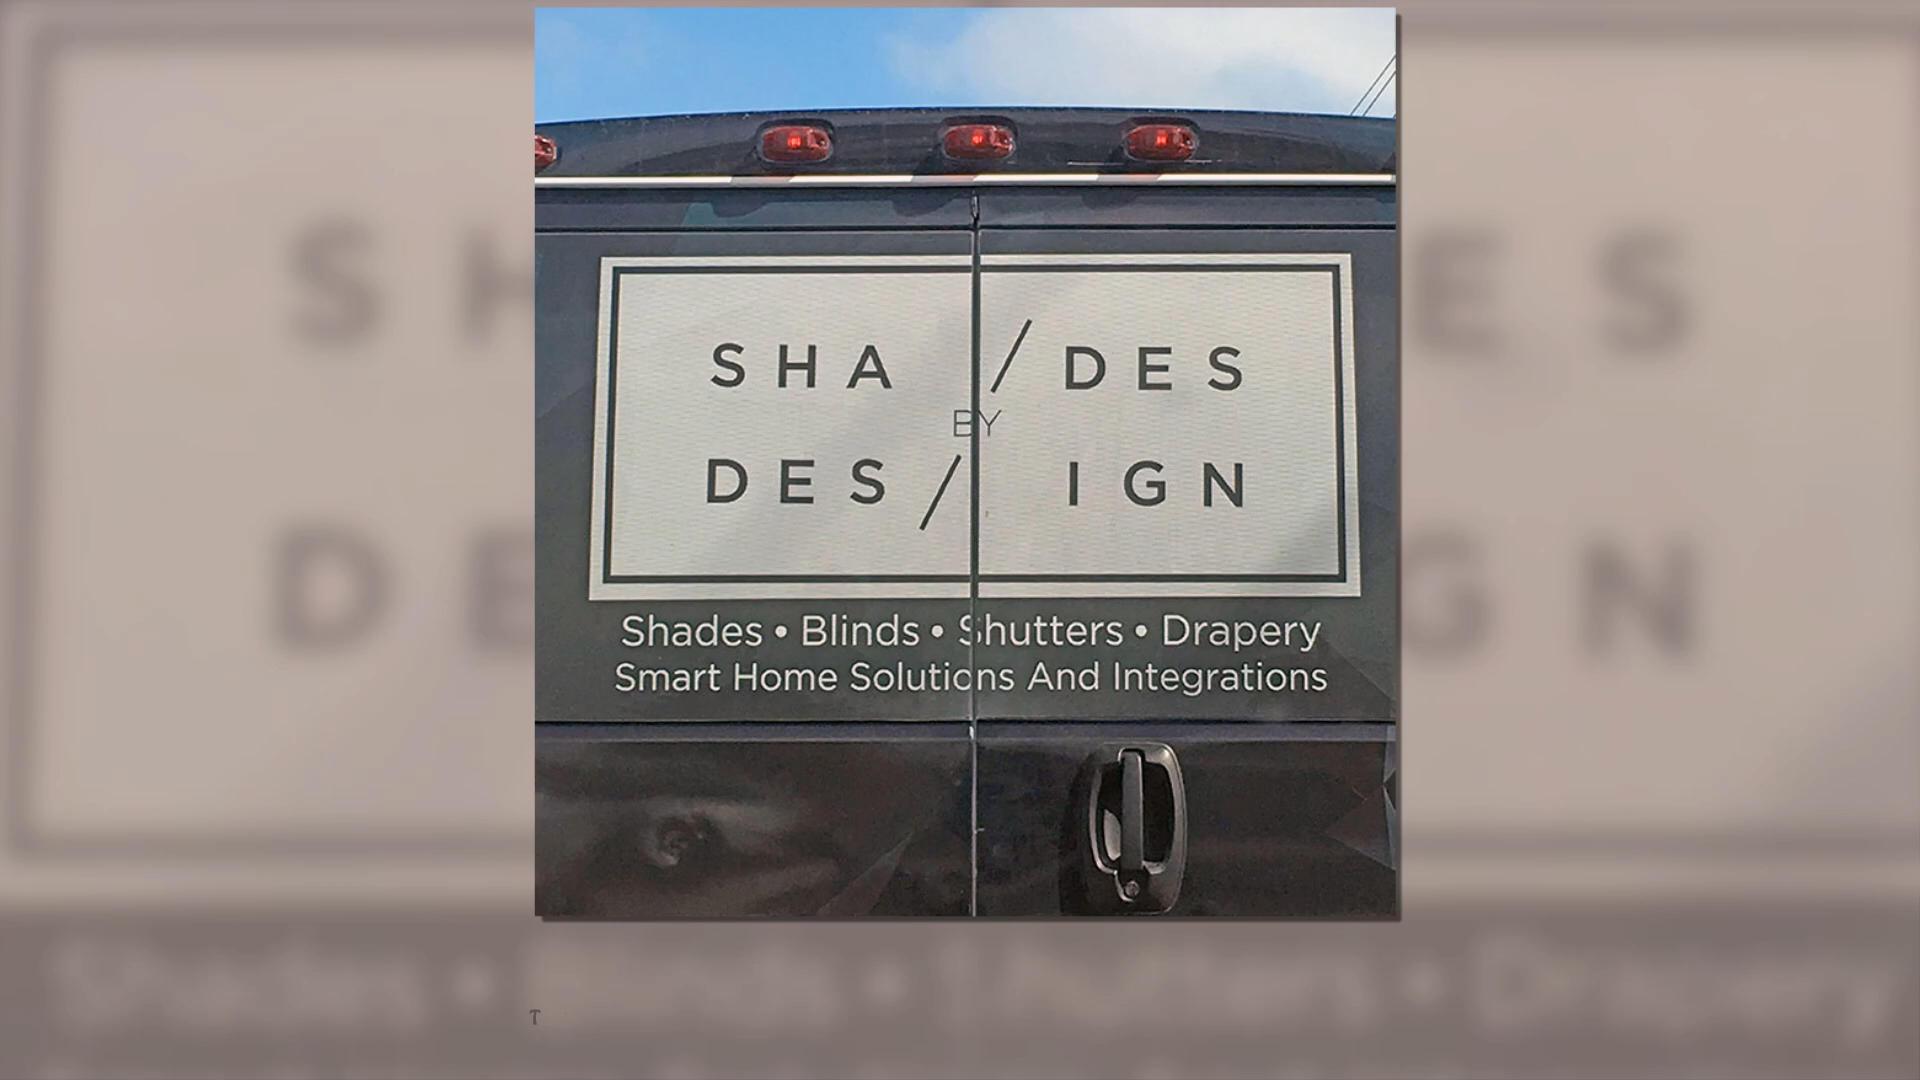 SHA / DES
BY
DES / IGN
Shades • Blinds • Shutters • Drapery
Smart Home Solutions And Integrations
τ